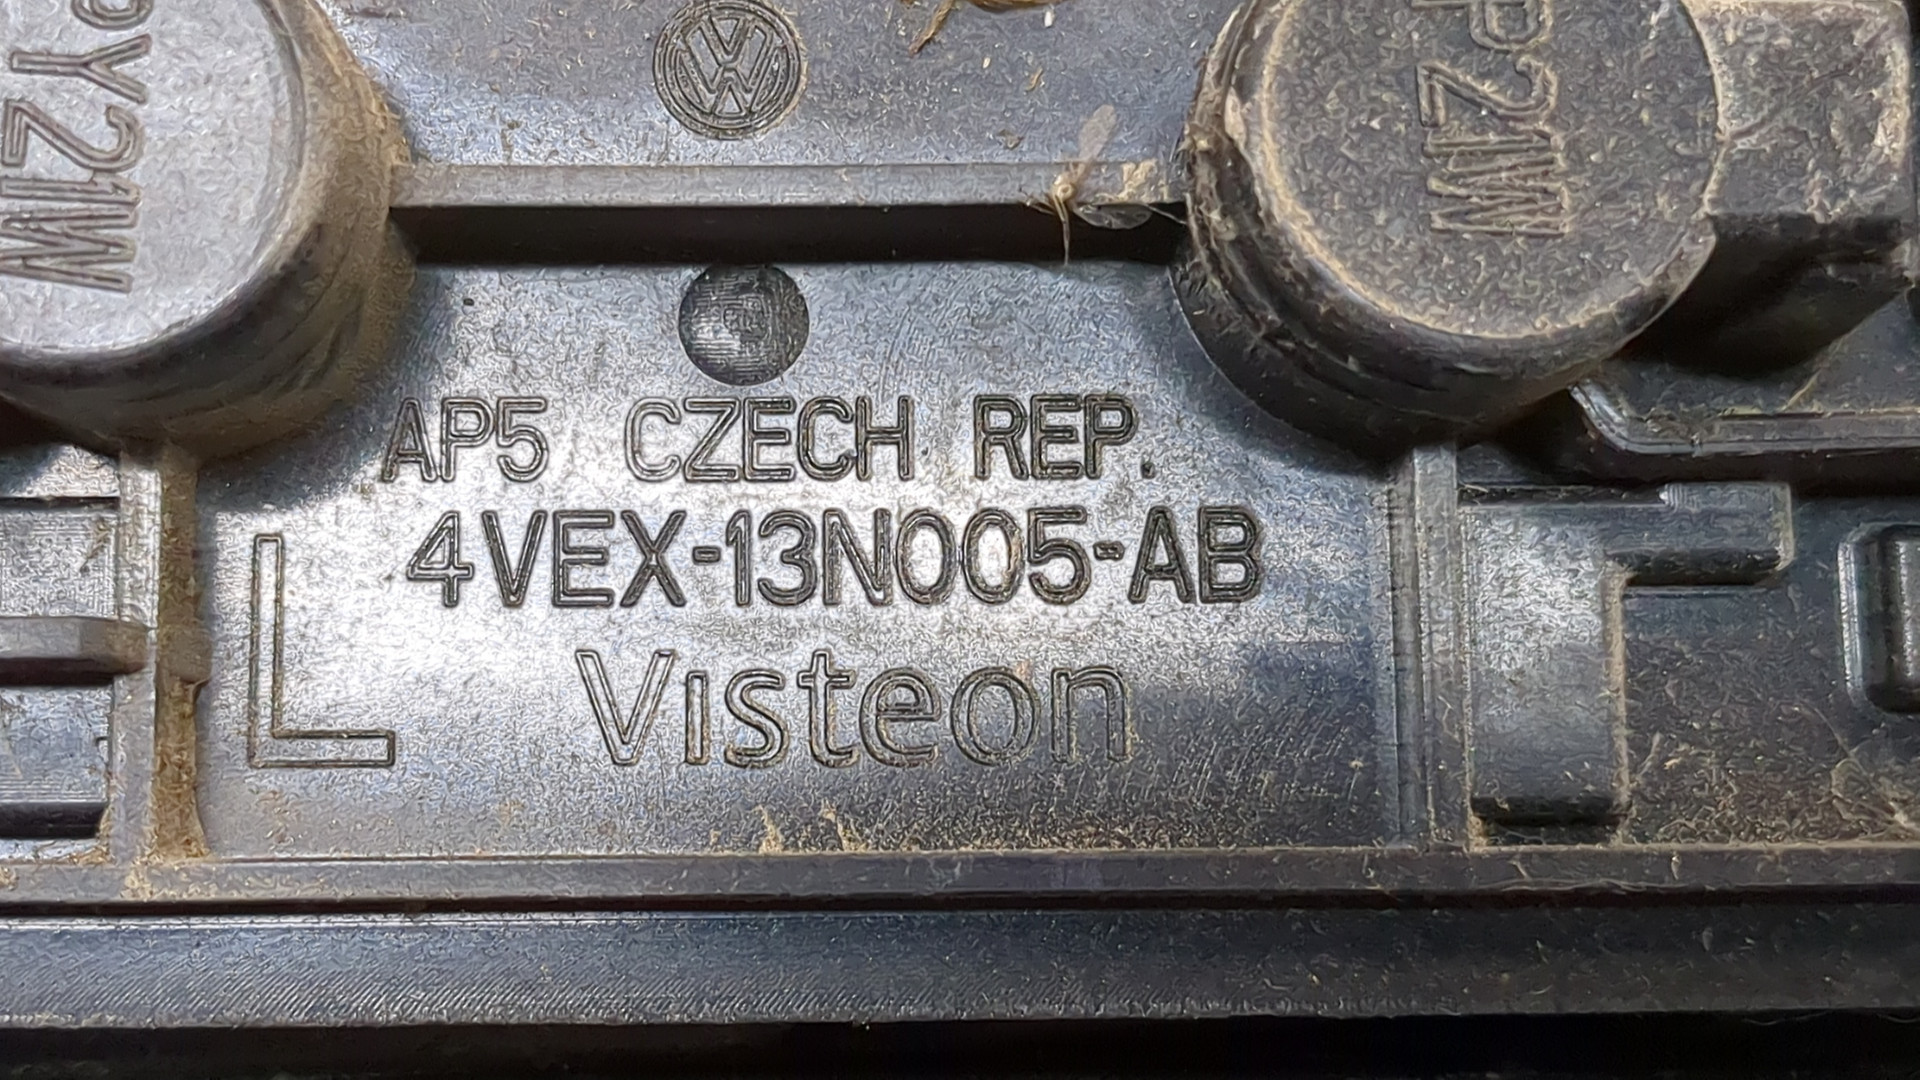 PY21W
P21W
AP5 CZECH REP.
4VEX-13N005-AB
L
Visteon